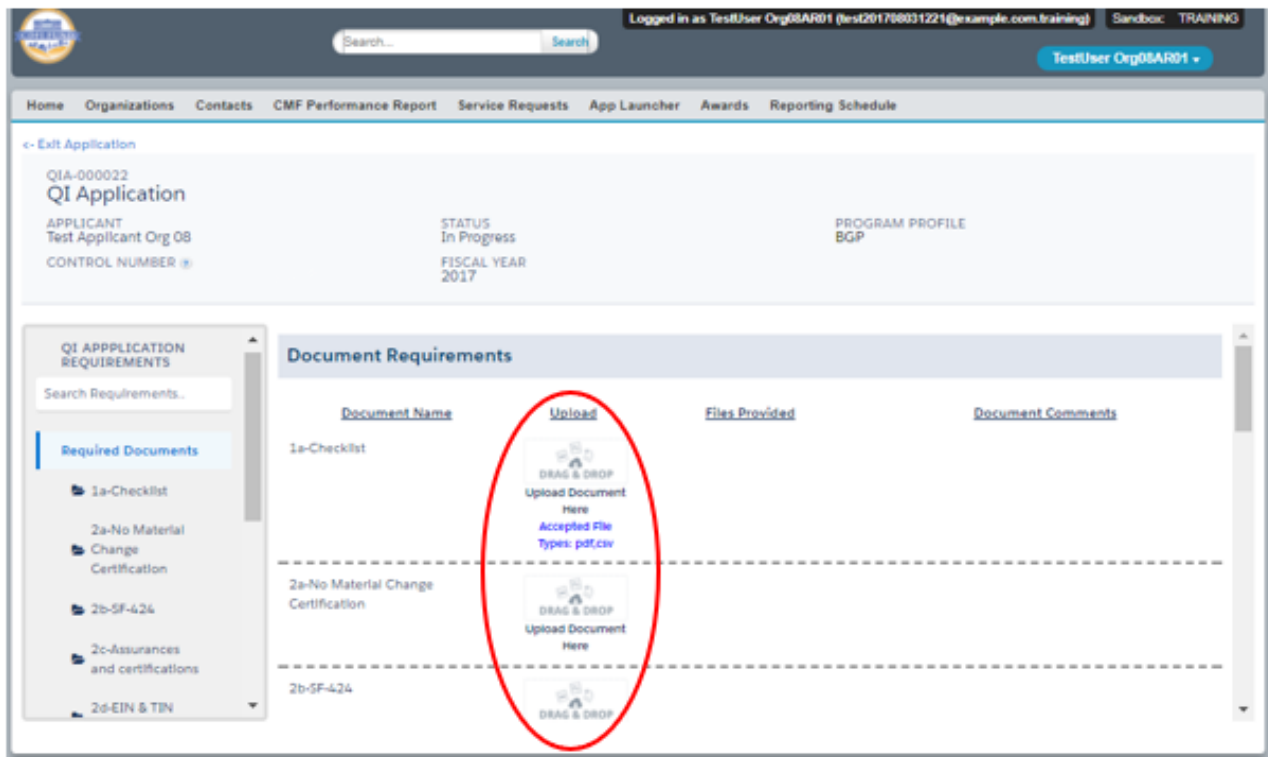 Logged in as TestUser Org08AR01 (test201708031221@example.com.training) Sandbox: TRAINING
Search... Search
TestUser Org08AR01
Home Organizations Contacts CMF Performance Report Service Requests App Launcher Awards Reporting Schedule
<- Exit Application
QIA-000022
QI Application
APPLICANT STATUS PROGRAM PROFILE
Test Applicant Org 08 In Progress BGP
CONTROL NUMBER FISCAL YEAR
2017
QI APPPLICATION
REQUIREMENTS
Search Requirements..
Required Documents
1a-Checklist
2a-No Material
Change
Certification
2b-SF-424
2c-Assurances
and certifications
2d-EIN & TIN
Document Requirements
Document Name Upload Files Provided Document Comments
1a-Checklist
DRAG & DROP
Upload Document
Here
Accepted File
Types: pdf,csv
2a-No Material Change
Certification
DRAG & DROP
Upload Document
Here
2b-SF-424
DRAG & DROP